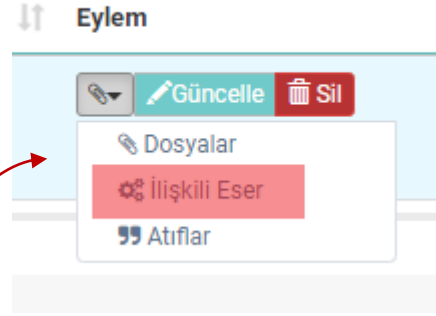 Eylem
Güncelle Sil
Dosyalar
İlişkili Eser
Atıflar